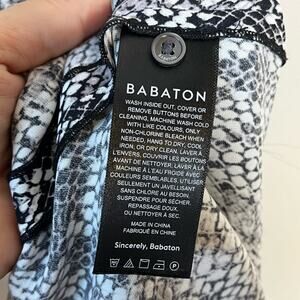 BABATON
WASH INSIDE OUT, COVER OR
REMOVE BUTTONS BEFORE
CLEANING, MACHINE WASH COLD
WITH LIKE COLOURS, ONLY
NON-CHLORINE BLEACH WHEN
NEEDED, HANG TO DRY, COOL
IRON, OR DRY CLEAN. LAVER À
L'ENVERS, COUVRIR LES BOUTONS
AVANT DE NETTOYER, LAVER À LA
MACHINE À L'EAU FROIDE AVEC
COULEURS SEMBLABLES, UTILISER
SEULEMENT UN JAVELLISANT
SANS CHLORE AU BESOIN,
SUSPENDRE POUR SÉCHER,
REPASSAGE DOUX,
OU NETTOYER À SEC.
MADE IN CHINA
FABRIQUÉ EN CHINE
Sincerely, Babaton
P